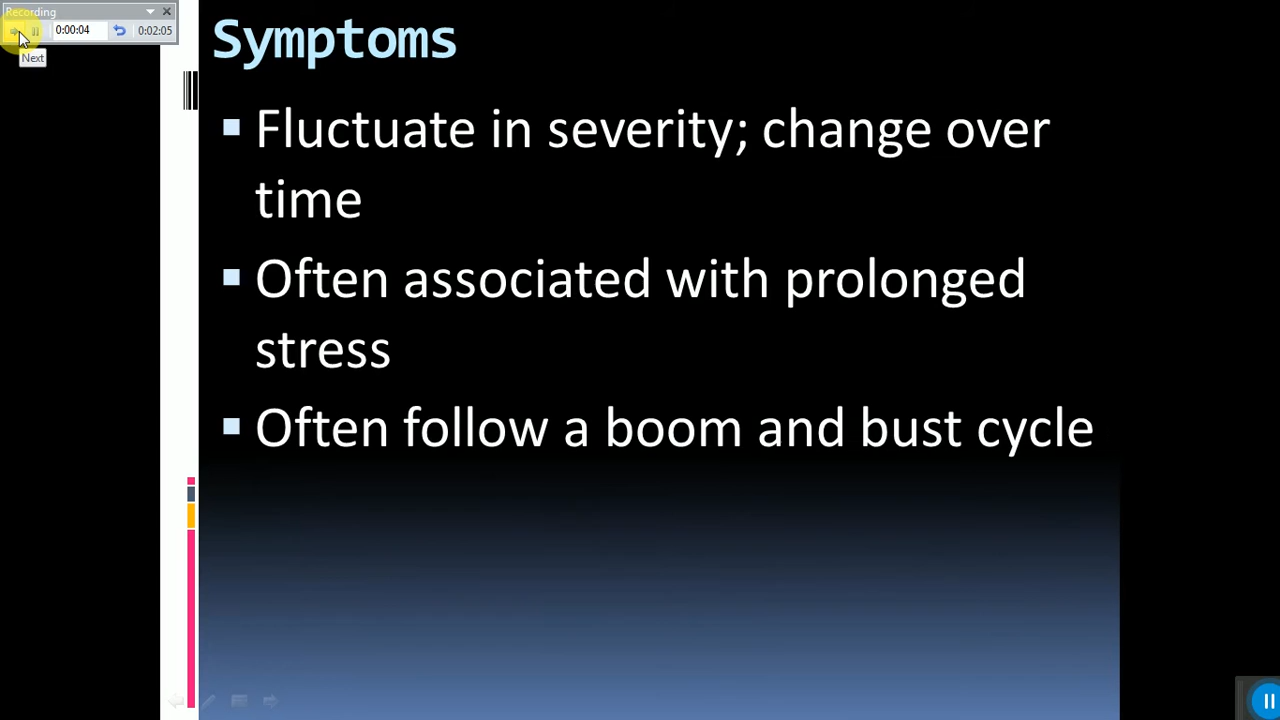 Recording
0:00:04 0:02:05
Next
Symptoms
Fluctuate in severity; change over
time
Often associated with prolonged
stress
Often follow a boom and bust cycle